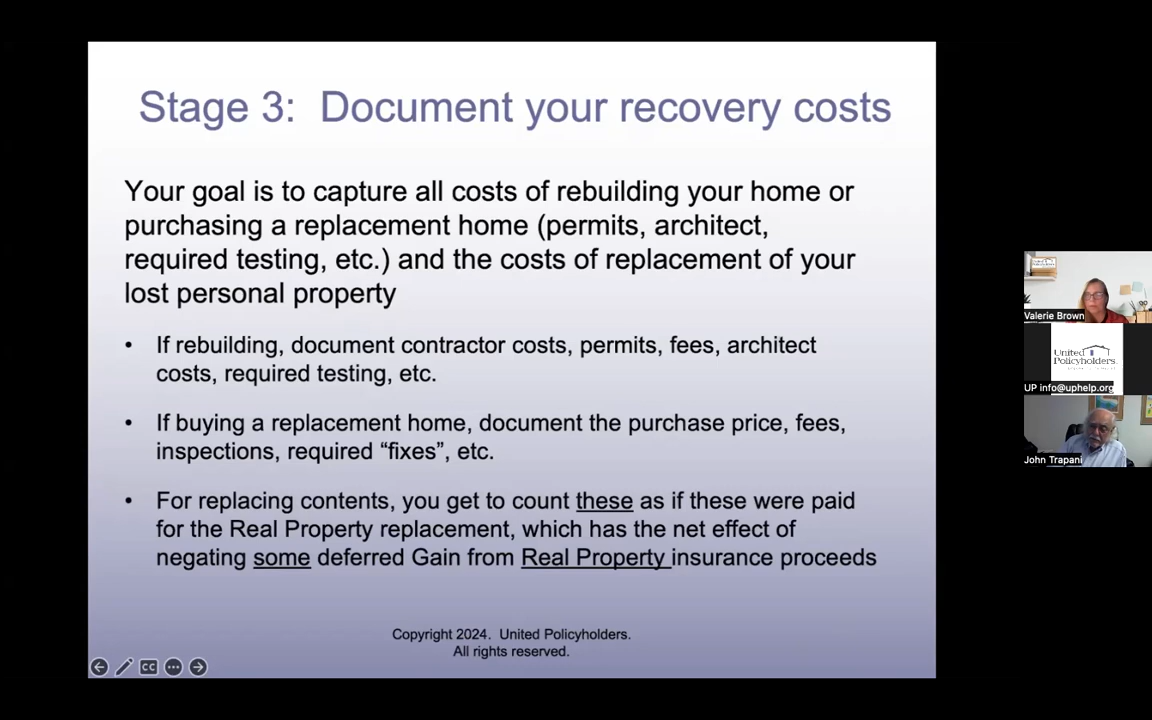 Stage 3: Document your recovery costs
Your goal is to capture all costs of rebuilding your home or
purchasing a replacement home (permits, architect,
required testing, etc.) and the costs of replacement of your
lost personal property
• If rebuilding, document contractor costs, permits, fees, architect
costs, required testing, etc.
• If buying a replacement home, document the purchase price, fees,
inspections, required “fixes”, etc.
• For replacing contents, you get to count these as if these were paid
for the Real Property replacement, which has the net effect of
negating some deferred Gain from Real Property insurance proceeds
Copyright 2024. United Policyholders.
All rights reserved.
CC
Valerie Brown
United
Policyholders
UP info@uphelp.org
John Trapani